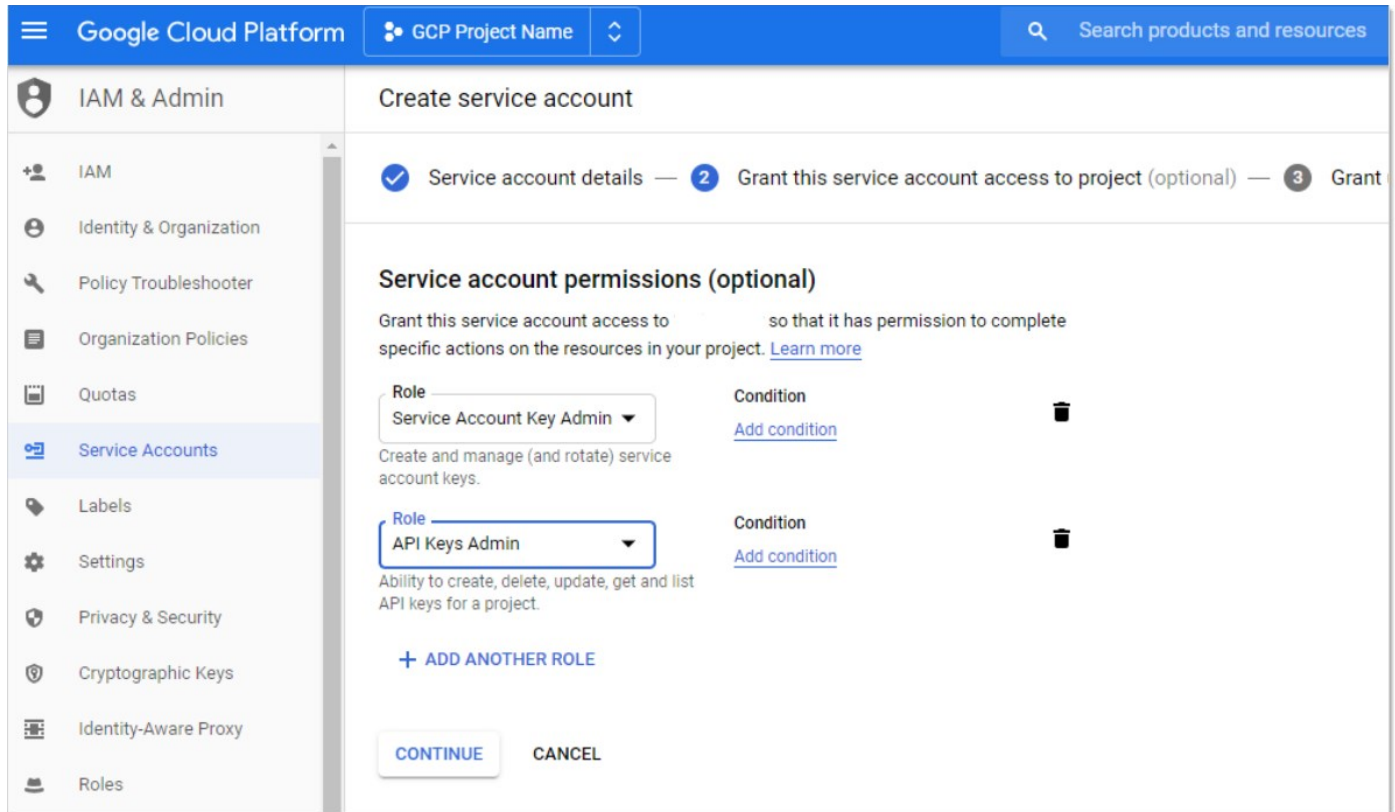 Google Cloud Platform
GCP Project Name
Search products and resources
IAM & Admin
IAM
Identity & Organization
Policy Troubleshooter
Organization Policies
Quotas
Service Accounts
Labels
Settings
Privacy & Security
Cryptographic Keys
Identity-Aware Proxy
Roles
Create service account
Service account details — 2 Grant this service account access to project (optional) — 3 Grant
Service account permissions (optional)
Grant this service account access to so that it has permission to complete
specific actions on the resources in your project. Learn more
Role
Service Account Key Admin
Create and manage (and rotate) service
account keys.
Condition
Add condition
Role
API Keys Admin
Ability to create, delete, update, get and list
API keys for a project.
Condition
Add condition
+ ADD ANOTHER ROLE
CONTINUE CANCEL